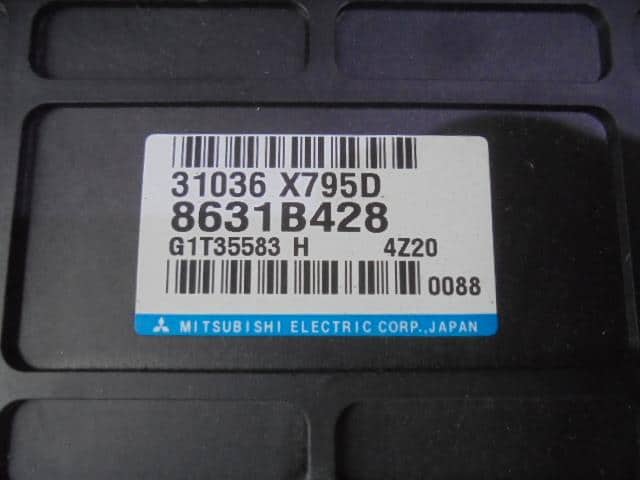 31036 X795D
8631B428
G1T35583 H 4Z20
0088
MITSUBISHI ELECTRIC CORP.,JAPAN